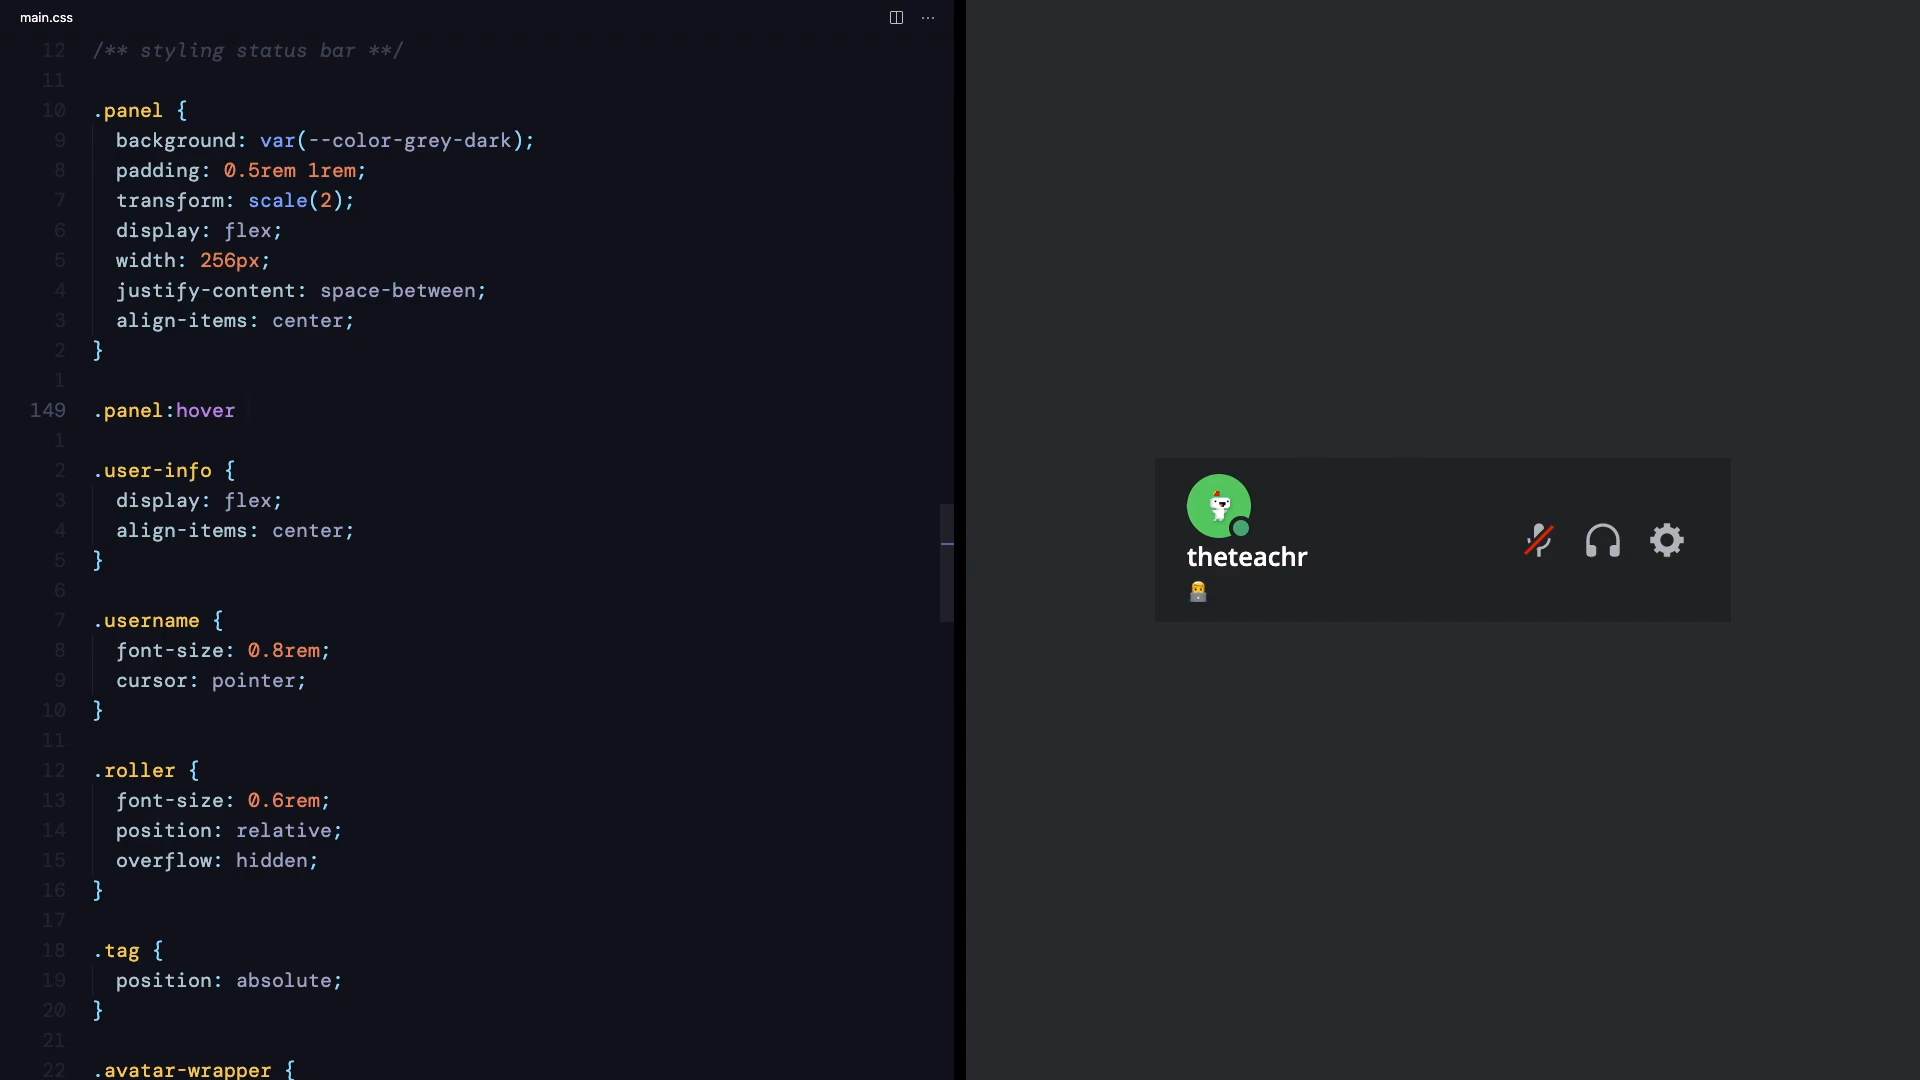 main.css
12 /** styling status bar **/
11
10 .panel {
9 background: var(--color-grey-dark);
8 padding: 0.5rem 1rem;
7 transform: scale(2);
6 display: flex;
5 width: 256px;
4 justify-content: space-between;
3 align-items: center;
2 }
1
149 .panel:hover
1
2 .user-info {
3 display: flex;
4 align-items: center;
5 }
6
7 .username {
8 font-size: 0.8rem;
9 cursor: pointer;
10 }
11
12 .roller {
13 font-size: 0.6rem;
14 position: relative;
15 overflow: hidden;
16 }
17
18 .tag {
19 position: absolute;
20 }
21
22 .avatar-wrapper {
theteachr